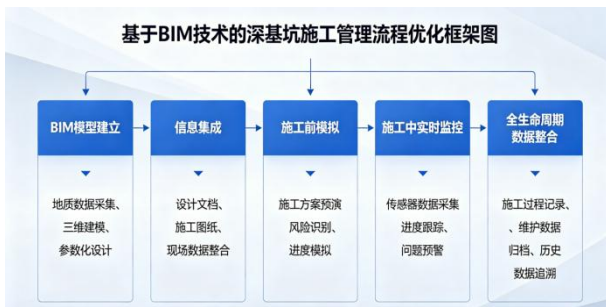 基于BIM技术的深基坑施工管理流程优化框架图
BIM模型建立
信息集成
施工前模拟
施工中实时监控
全生命周期
数据整合
地质数据采集、
三维建模、
参数化设计
设计文档、
施工图纸、
现场数据整合
施工方案预演
风险识别、
进度模拟
传感器数据采集
进度跟踪、
问题预警
施工过程记录、
、维护数据
归档、历史
数据追溯